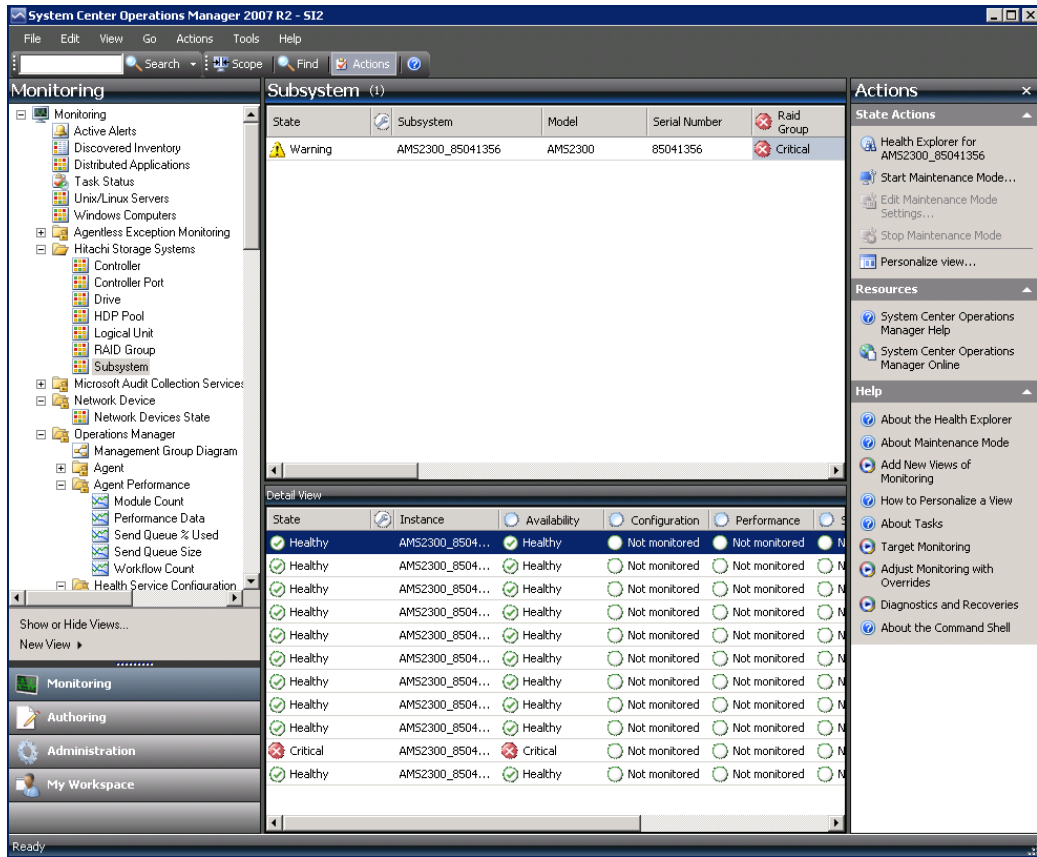 System Center Operations Manager 2007 R2 - SI2
File Edit View Go Actions Tools Help
Search Scope Find Actions
Monitoring
Monitoring
Active Alerts
Discovered Inventory
Distributed Applications
Task Status
Unix/Linux Servers
Windows Computers
Agentless Exception Monitoring
Hitachi Storage Systems
Controller
Controller Port
Drive
HDP Pool
Logical Unit
RAID Group
Subsystem
Microsoft Audit Collection Services
Network Device
Network Devices State
Operations Manager
Management Group Diagram
Agent
Agent Performance
Module Count
Performance Data
Send Queue % Used
Send Queue Size
Workflow Count
Health Service Configuration
Show or Hide Views...
New View
Monitoring
Authoring
Administration
My Workspace
Subsystem (1)
State Subsystem Model Serial Number Raid Group
Warning AMS2300_85041356 AMS2300 85041356 Critical
Detail View
State Instance Availability Configuration Performance S
Healthy AMS2300_8504... Healthy Not monitored Not monitored N
Healthy AMS2300_8504... Healthy Not monitored Not monitored N
Healthy AMS2300_8504... Healthy Not monitored Not monitored N
Healthy AMS2300_8504... Healthy Not monitored Not monitored N
Healthy AMS2300_8504... Healthy Not monitored Not monitored N
Healthy AMS2300_8504... Healthy Not monitored Not monitored N
Healthy AMS2300_8504... Healthy Not monitored Not monitored N
Healthy AMS2300_8504... Healthy Not monitored Not monitored N
Healthy AMS2300_8504... Healthy Not monitored Not monitored N
Critical AMS2300_8504... Critical Not monitored Not monitored N
Healthy AMS2300_8504... Healthy Not monitored Not monitored N
Actions
State Actions
Health Explorer for
AMS2300_85041356
Start Maintenance Mode...
Edit Maintenance Mode
Settings...
Stop Maintenance Mode
Personalize view...
Resources
System Center Operations
Manager Help
System Center Operations
Manager Online
Help
About the Health Explorer
About Maintenance Mode
Add New Views of
Monitoring
How to Personalize a View
About Tasks
Target Monitoring
Adjust Monitoring with
Overrides
Diagnostics and Recoveries
About the Command Shell
Ready